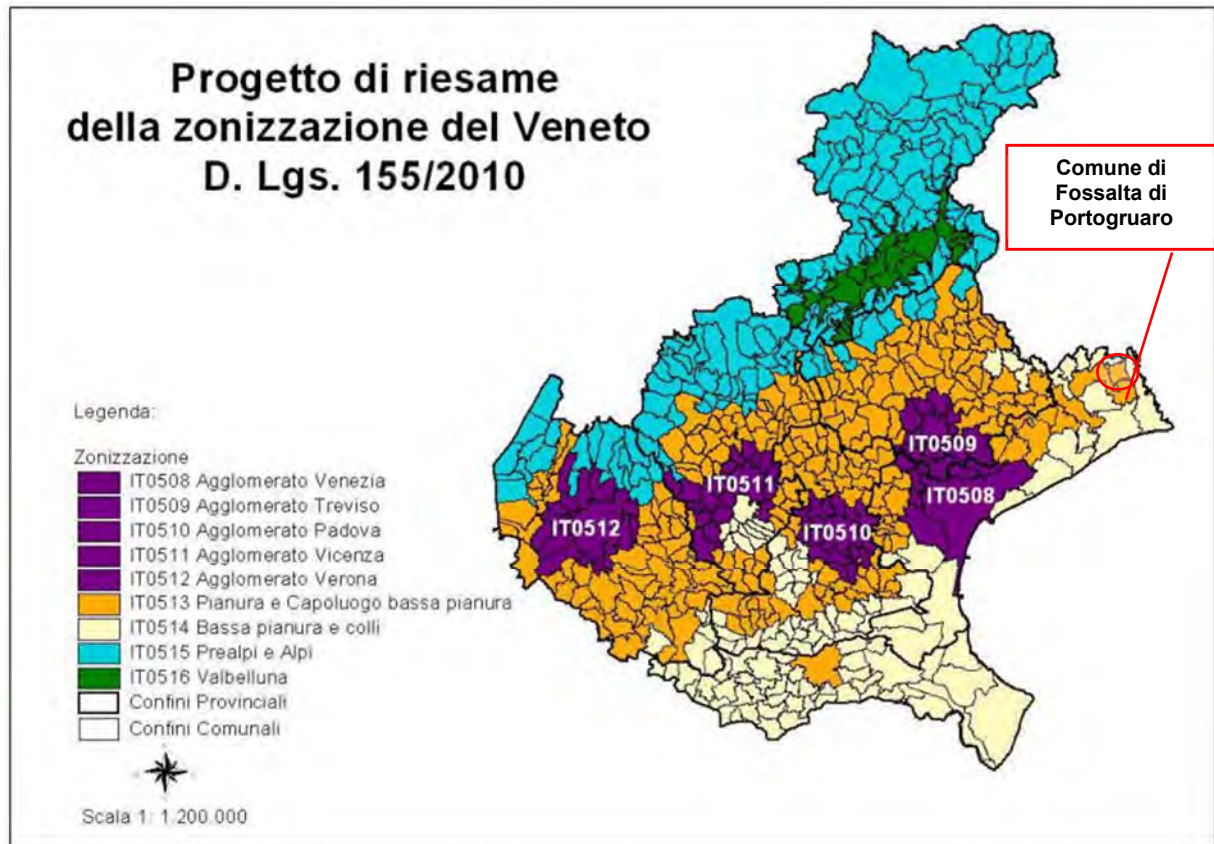 Progetto di riesame
della zonizzazione del Veneto
D. Lgs. 155/2010
Comune di
Fossalta di
Portogruaro
IT0509
IT0508
IT0511
IT0510
IT0512
Legenda:
Zonizzazione
IT0508 Agglomerato Venezia
IT0509 Agglomerato Treviso
IT0510 Agglomerato Padova
IT0511 Agglomerato Vicenza
IT0512 Agglomerato Verona
IT0513 Pianura e Capoluogo bassa pianura
IT0514 Bassa pianura e colli
IT0515 Prealpi e Alpi
IT0516 Valbelluna
Confini Provinciali
Confini Comunali
Scala 1: 1.200.000